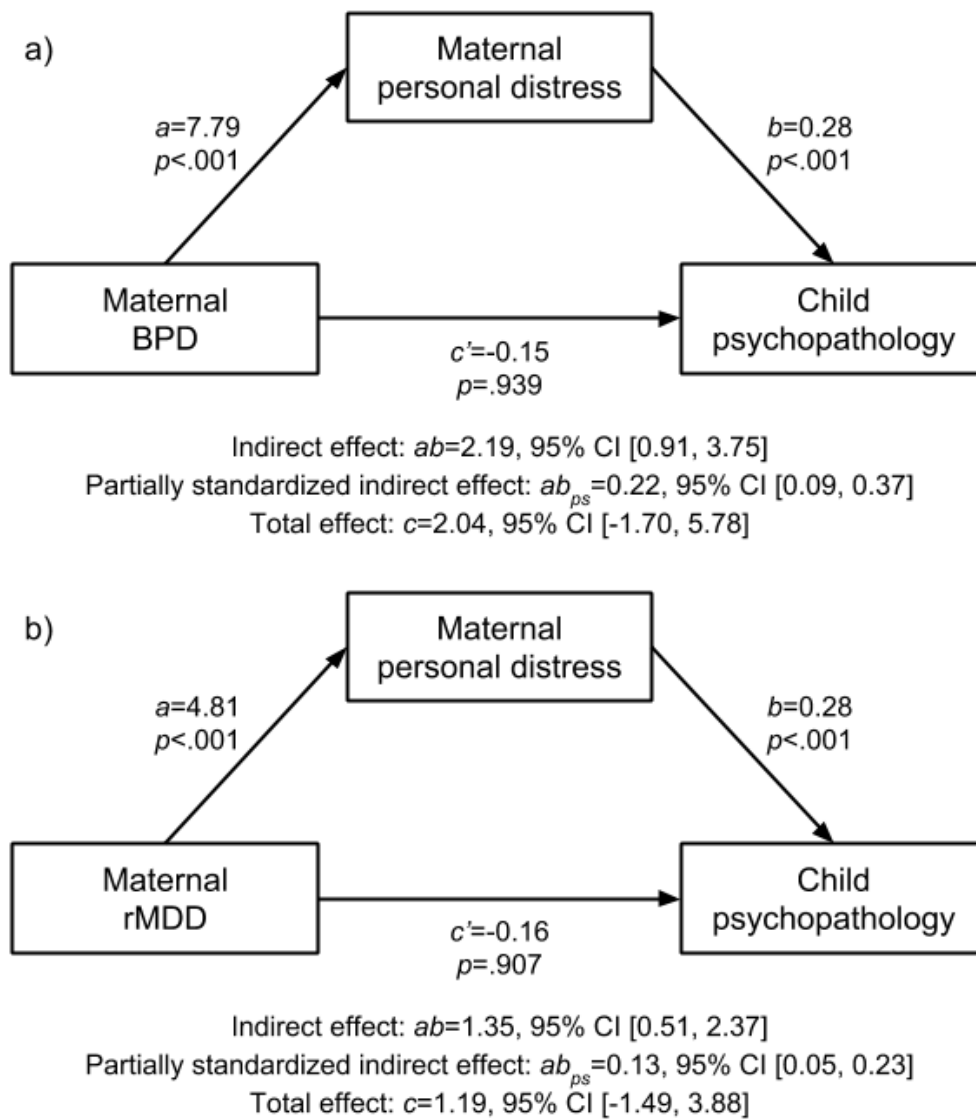 a)
Maternal
personal distress
a=7.79
p<.001
b=0.28
p<.001
Maternal
BPD
Child
psychopathology
c’=-0.15
p=.939
Indirect effect: ab=2.19, 95% CI [0.91, 3.75]
Partially standardized indirect effect: abps=0.22, 95% CI [0.09, 0.37]
Total effect: c=2.04, 95% CI [-1.70, 5.78]
b)
Maternal
personal distress
a=4.81
p<.001
b=0.28
p<.001
Maternal
rMDD
Child
psychopathology
c’=-0.16
p=.907
Indirect effect: ab=1.35, 95% CI [0.51, 2.37]
Partially standardized indirect effect: abps=0.13, 95% CI [0.05, 0.23]
Total effect: c=1.19, 95% CI [-1.49, 3.88]